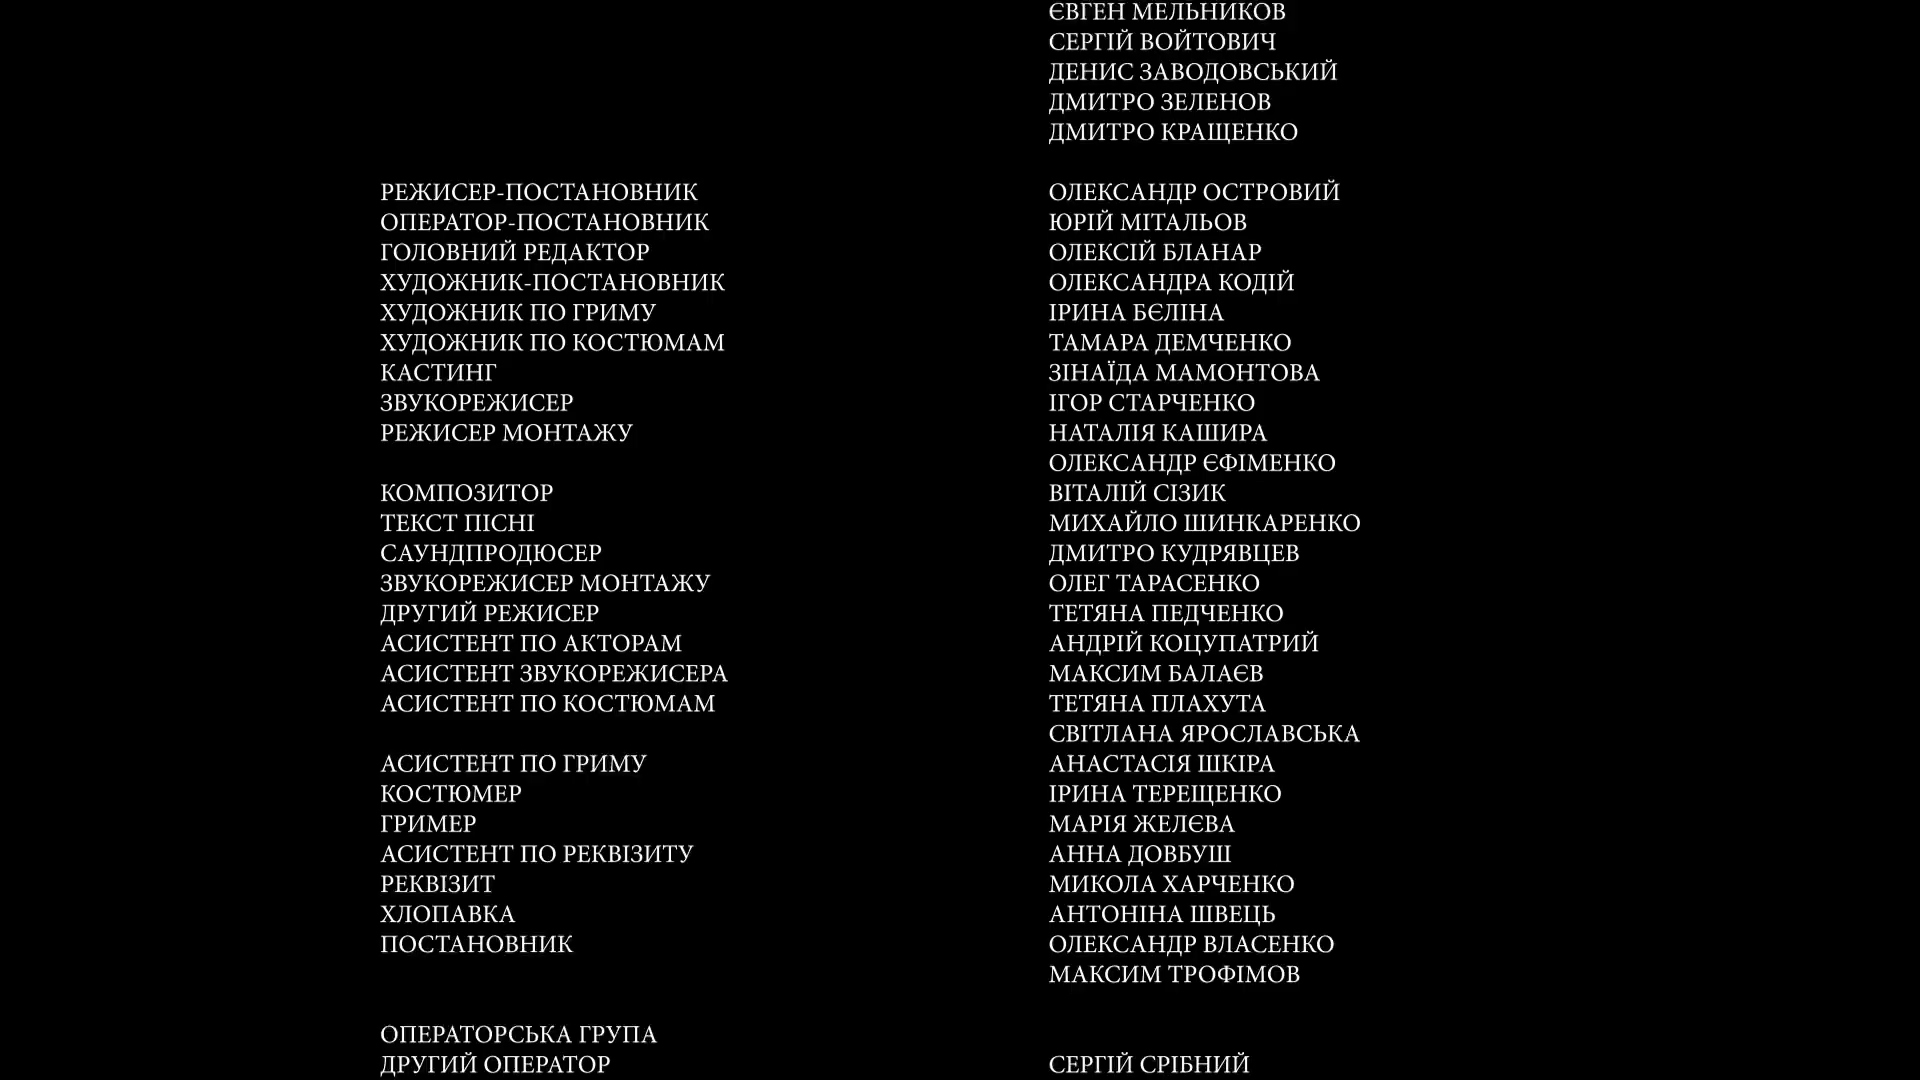 ЄВГЕН МЕЛЬНИКОВ
СЕРГІЙ ВОЙТОВИЧ
ДЕНИС ЗАВОДОВСЬКИЙ
ДМИТРО ЗЕЛЕНОВ
ДМИТРО КРАЩЕНКО
РЕЖИСЕР-ПОСТАНОВНИК ОЛЕКСАНДР ОСТРОВИЙ
ОПЕРАТОР-ПОСТАНОВНИК ЮРІЙ МІТАЛЬОВ
ГОЛОВНИЙ РЕДАКТОР ОЛЕКСІЙ БЛАНАР
ХУДОЖНИК-ПОСТАНОВНИК ОЛЕКСАНДРА КОДІЙ
ХУДОЖНИК ПО ГРИМУ ІРИНА БЄЛІНА
ХУДОЖНИК ПО КОСТЮМАМ ТАМАРА ДЕМЧЕНКО
КАСТИНГ ЗІНАЇДА МАМОНТОВА
ЗВУКОРЕЖИСЕР ІГОР СТАРЧЕНКО
РЕЖИСЕР МОНТАЖУ НАТАЛІЯ КАШИРА
ОЛЕКСАНДР ЄФІМЕНКО
КОМПОЗИТОР ВІТАЛІЙ СІЗИК
ТЕКСТ ПІСНІ МИХАЙЛО ШИНКАРЕНКО
САУНДПРОДЮСЕР ДМИТРО КУДРЯВЦЕВ
ЗВУКОРЕЖИСЕР МОНТАЖУ ОЛЕГ ТАРАСЕНКО
ДРУГИЙ РЕЖИСЕР ТЕТЯНА ПЕДЧЕНКО
АСИСТЕНТ ПО АКТОРАМ АНДРІЙ КОЦУПАТРИЙ
АСИСТЕНТ ЗВУКОРЕЖИСЕРА МАКСИМ БАЛАЄВ
АСИСТЕНТ ПО КОСТЮМАМ ТЕТЯНА ПЛАХУТА
СВІТЛАНА ЯРОСЛАВСЬКА
АСИСТЕНТ ПО ГРИМУ АНАСТАСІЯ ШКІРА
КОСТЮМЕР ІРИНА ТЕРЕЩЕНКО
ГРИМЕР МАРІЯ ЖЕЛЄВА
АСИСТЕНТ ПО РЕКВІЗИТУ АННА ДОВБУШ
РЕКВІЗИТ МИКОЛА ХАРЧЕНКО
ХЛОПАВКА АНТОНІНА ШВЕЦЬ
ПОСТАНОВНИК ОЛЕКСАНДР ВЛАСЕНКО
МАКСИМ ТРОФІМОВ
ОПЕРАТОРСЬКА ГРУПА
ДРУГИЙ ОПЕРАТОР СЕРГІЙ СРІБНИЙ